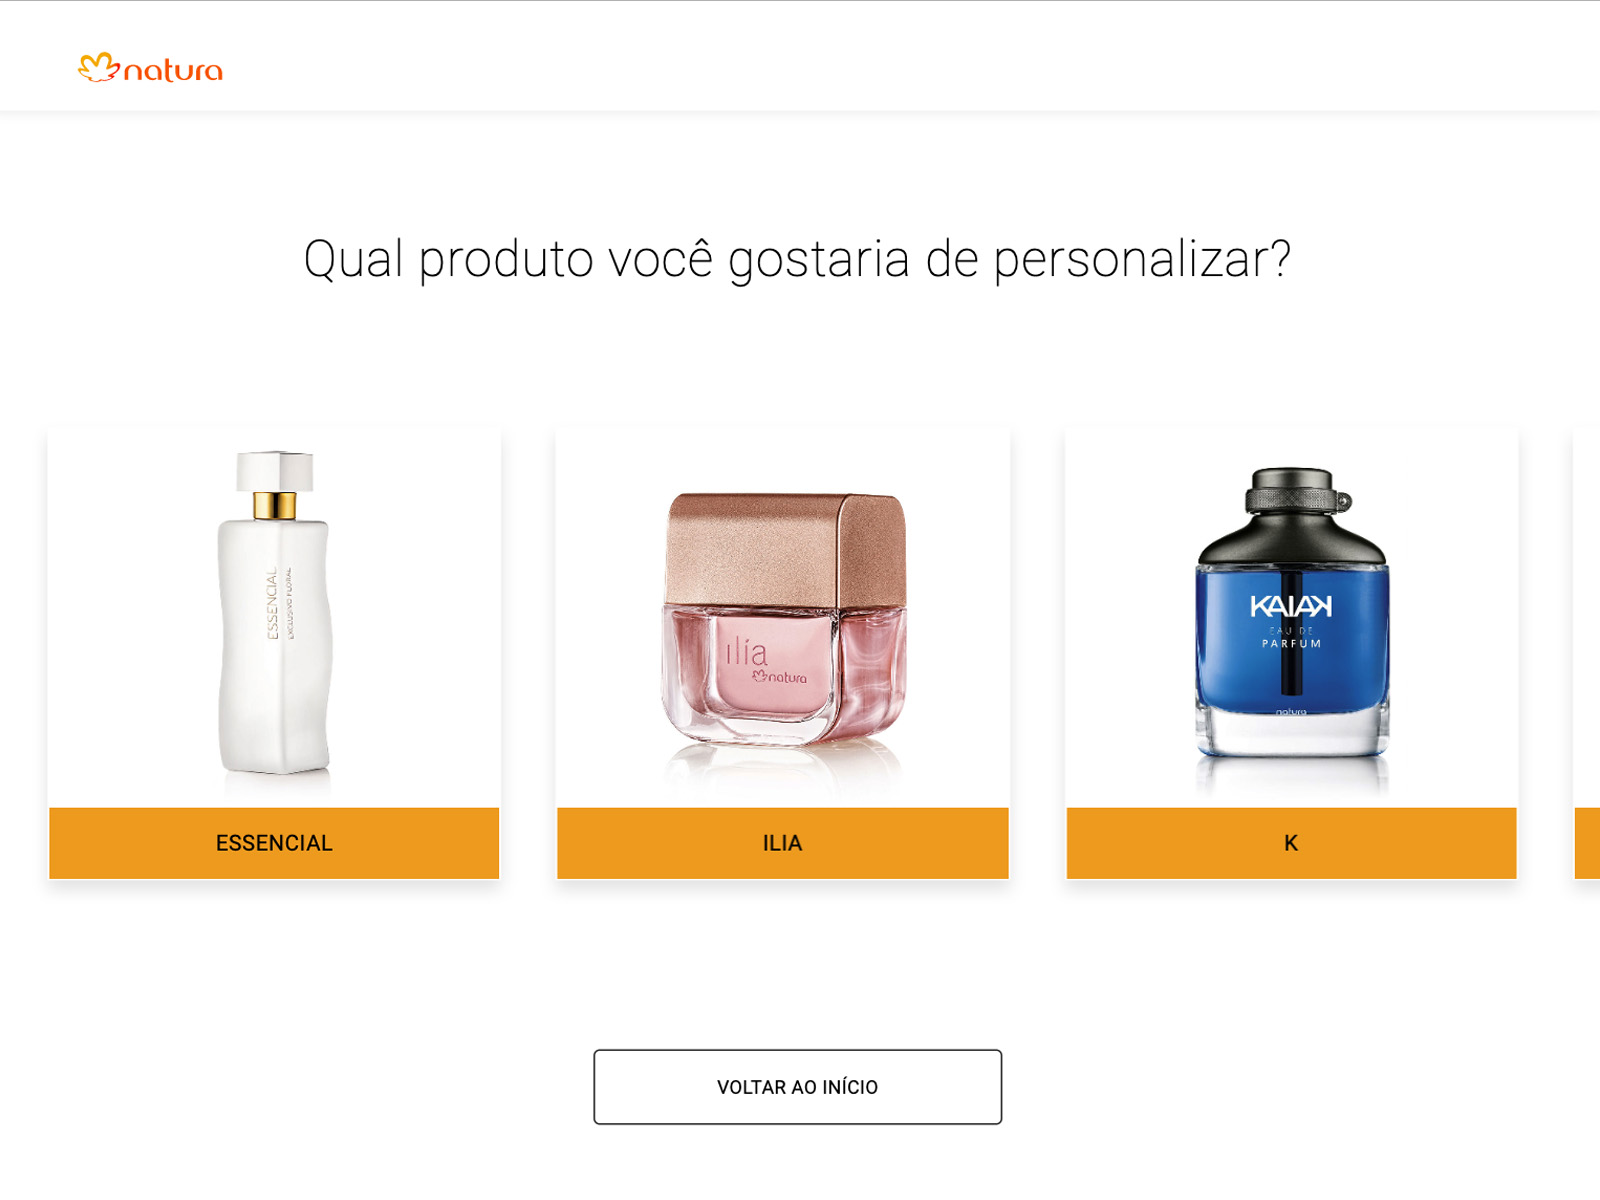 natura
Qual produto você gostaria de personalizar?
ESSENCIAL
EXCLUSIVO FLORAL
ilía
natura
KAIAK
EAU DE
PARFUM
natura
ESSENCIAL
ILIA
K
VOLTAR AO INÍCIO